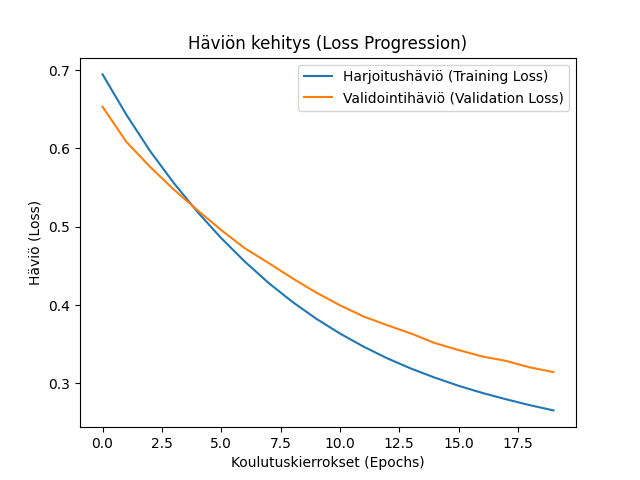 Häviön kehitys (Loss Progression)
Harjoitushäviö (Training Loss)
Validointihäviö (Validation Loss)
Häviö (Loss)
0.7
0.6
0.5
0.4
0.3
0.0 2.5 5.0 7.5 10.0 12.5 15.0 17.5
Koulutuskierrokset (Epochs)